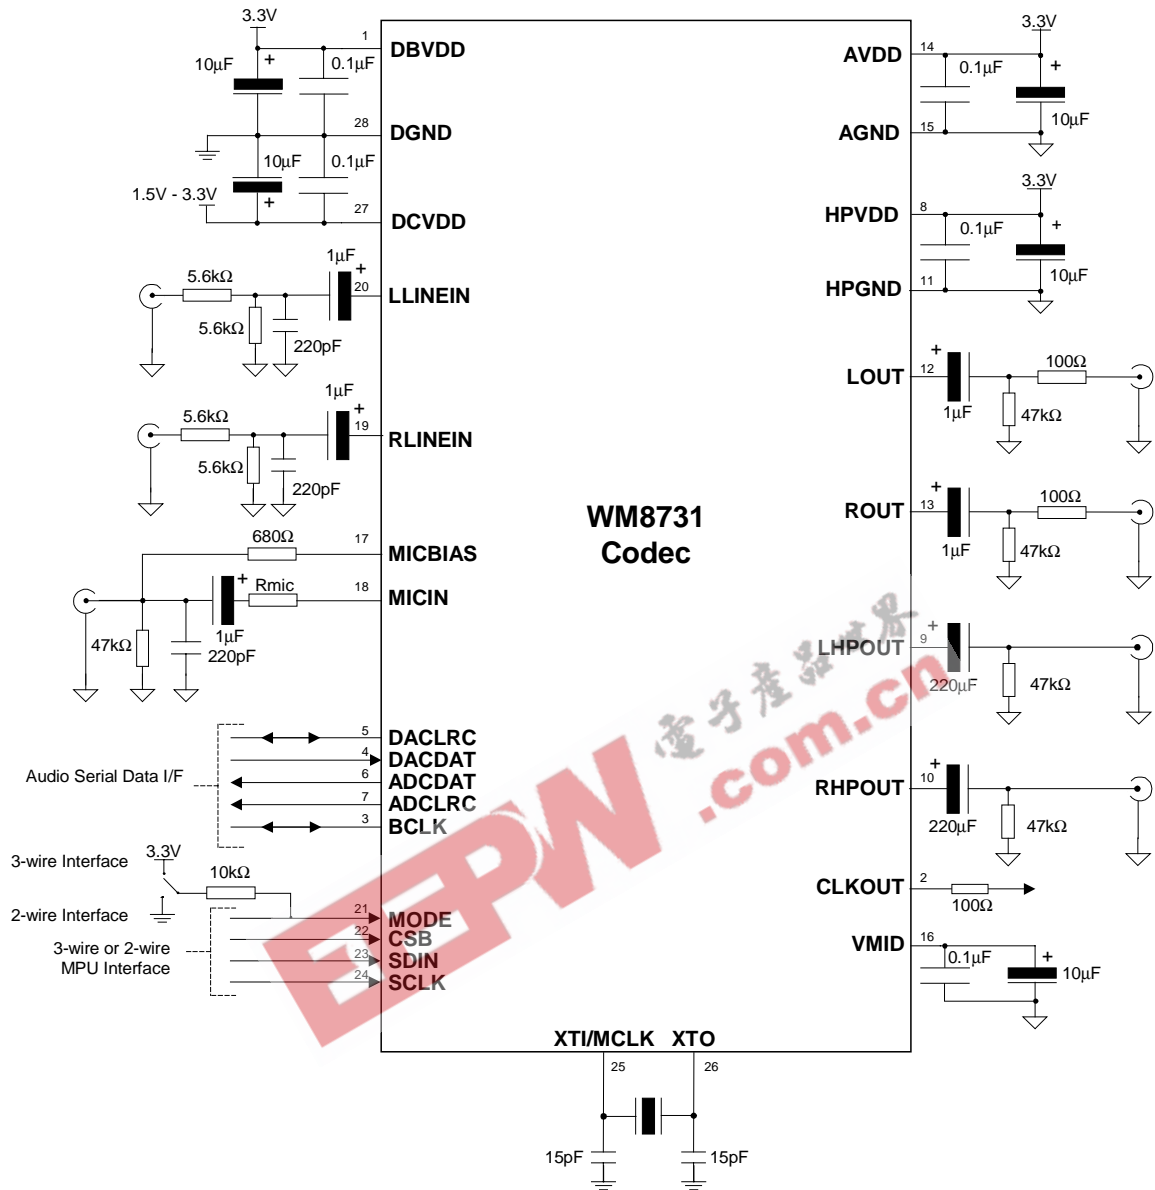 3.3V
1
DBVDD
10µF
+
0.1µF
28
DGND
10µF
0.1µF
1.5V - 3.3V
+
27
DCVDD
1µF
+
5.6kΩ
20
LLINEIN
5.6kΩ
220pF
1µF
+
5.6kΩ
19
RLINEIN
5.6kΩ
220pF
680Ω
17
MICBIAS
+
Rmic
18
MICIN
47kΩ
1µF
220pF
Audio Serial Data I/F
5
DACLRC
4
DACDAT
6
ADCDAT
7
ADCLRC
3
BCLK
3-wire Interface
3.3V
10kΩ
2-wire Interface
3-wire or 2-wire
MPU Interface
21
MODE
22
CSB
23
SDIN
24
SCLK
WM8731
Codec
3.3V
AVDD
14
0.1µF
+
10µF
AGND
15
3.3V
HPVDD
8
0.1µF
+
10µF
HPGND
11
LOUT
12
+
1µF
100Ω
47kΩ
ROUT
13
+
1µF
100Ω
47kΩ
LHPOUT
9
+
220µF
47kΩ
RHPOUT
10
+
220µF
47kΩ
CLKOUT
2
100Ω
VMID
16
0.1µF
+
10µF
XTI/MCLK
XTO
25
26
15pF
15pF
EEPW
.com.cn
電子產品世界